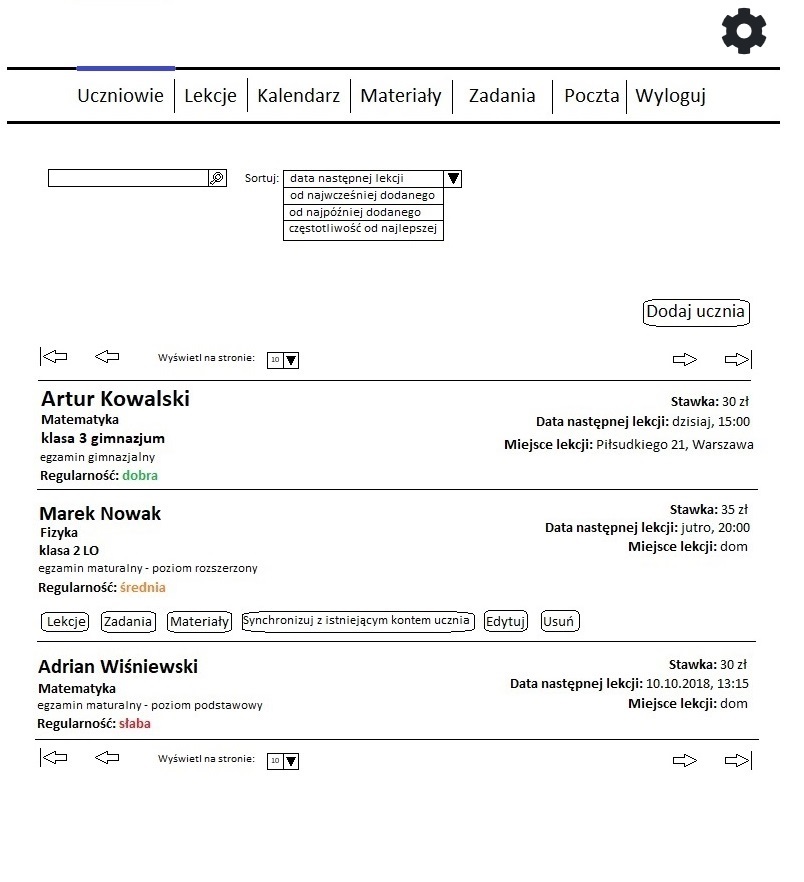 Uczniowie Lekcje Kalendarz Materiały Zadania Poczta Wyloguj
Sortuj: data następnej lekcji
od najwcześniej dodanego
od najpóźniej dodanego
częstotliwość od najlepszej
Dodaj ucznia
Wyświetl na stronie: 10
Artur Kowalski
Matematyka
klasa 3 gimnazjum
egzamin gimnazjalny
Regularność: dobra
Stawka: 30 zł
Data następnej lekcji: dzisiaj, 15:00
Miejsce lekcji: Piłsudkiego 21, Warszawa
Marek Nowak
Fizyka
klasa 2 LO
egzamin maturalny - poziom rozszerzony
Regularność: średnia
Stawka: 35 zł
Data następnej lekcji: jutro, 20:00
Miejsce lekcji: dom
Lekcje Zadania Materiały Synchronizuj z istniejącym kontem ucznia Edytuj Usuń
Adrian Wiśniewski
Matematyka
egzamin maturalny - poziom podstawowy
Regularność: słaba
Stawka: 30 zł
Data następnej lekcji: 10.10.2018, 13:15
Miejsce lekcji: dom
Wyświetl na stronie: 10